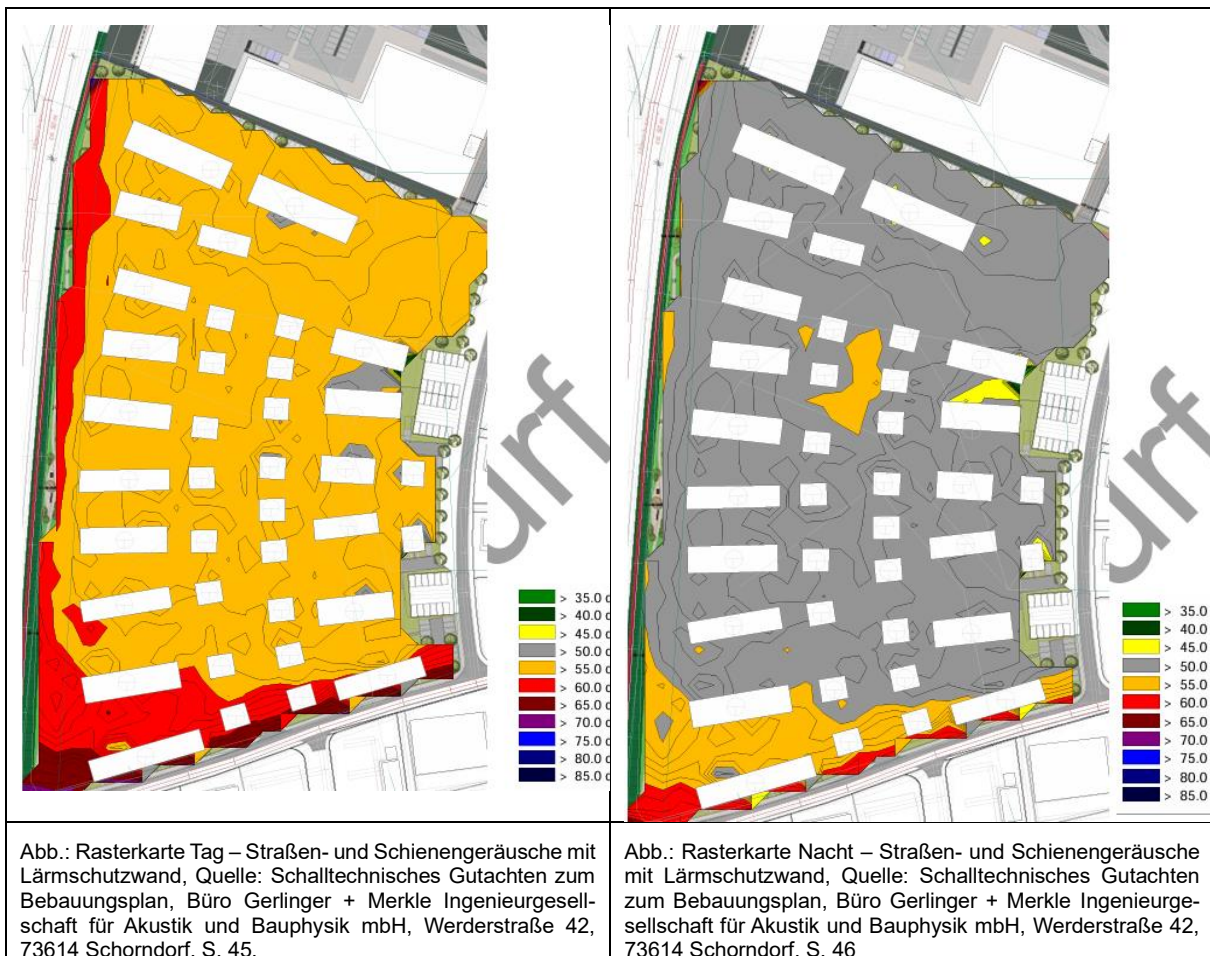 urf
> 35.0 d
> 40.0 d
> 45.0 d
> 50.0 d
> 55.0 d
> 60.0 d
> 65.0 d
> 70.0 d
> 75.0 d
> 80.0 d
> 85.0 d
urf
> 35.0
> 40.0
> 45.0
> 50.0
> 55.0
> 60.0
> 65.0
> 70.0
> 75.0
> 80.0
> 85.0
Abb.: Rasterkarte Tag – Straßen- und Schienengeräusche mit
Lärmschutzwand, Quelle: Schalltechnisches Gutachten zum
Bebauungsplan, Büro Gerlinger + Merkle Ingenieurgesell-
schaft für Akustik und Bauphysik mbH, Werderstraße 42,
73614 Schorndorf, S. 45.
Abb.: Rasterkarte Nacht – Straßen- und Schienengeräusche
mit Lärmschutzwand, Quelle: Schalltechnisches Gutachten
zum Bebauungsplan, Büro Gerlinger + Merkle Ingenieurge-
sellschaft für Akustik und Bauphysik mbH, Werderstraße 42,
73614 Schorndorf, S. 46